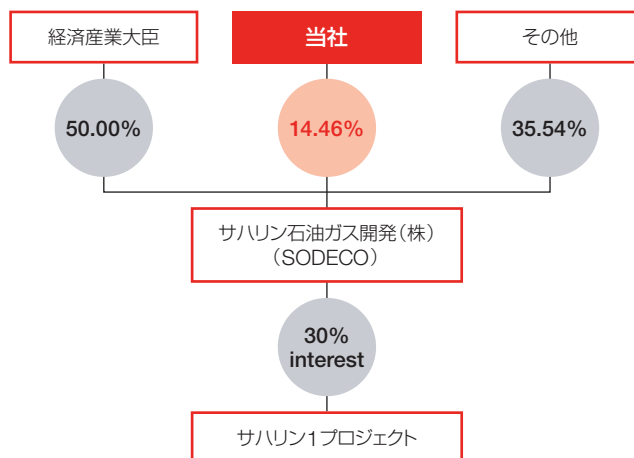 経済産業大臣
当社
その他
50.00%
14.46%
35.54%
サハリン石油ガス開発（株）
（SODECO）
30%
interest
サハリン1プロジェクト